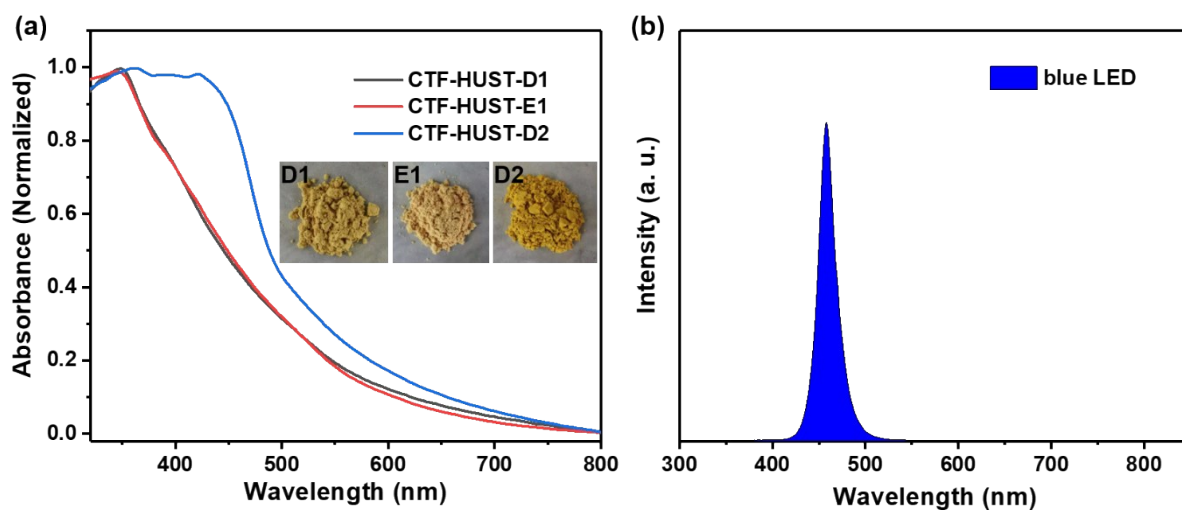 (a)
Absorbance (Normalized)
1.0
0.8
0.6
0.4
0.2
0.0
CTF-HUST-D1
CTF-HUST-E1
CTF-HUST-D2
D1
E1
D2
400
500
600
700
800
Wavelength (nm)
(b)
Intensity (a. u.)
blue LED
300
400
500
600
700
800
Wavelength (nm)